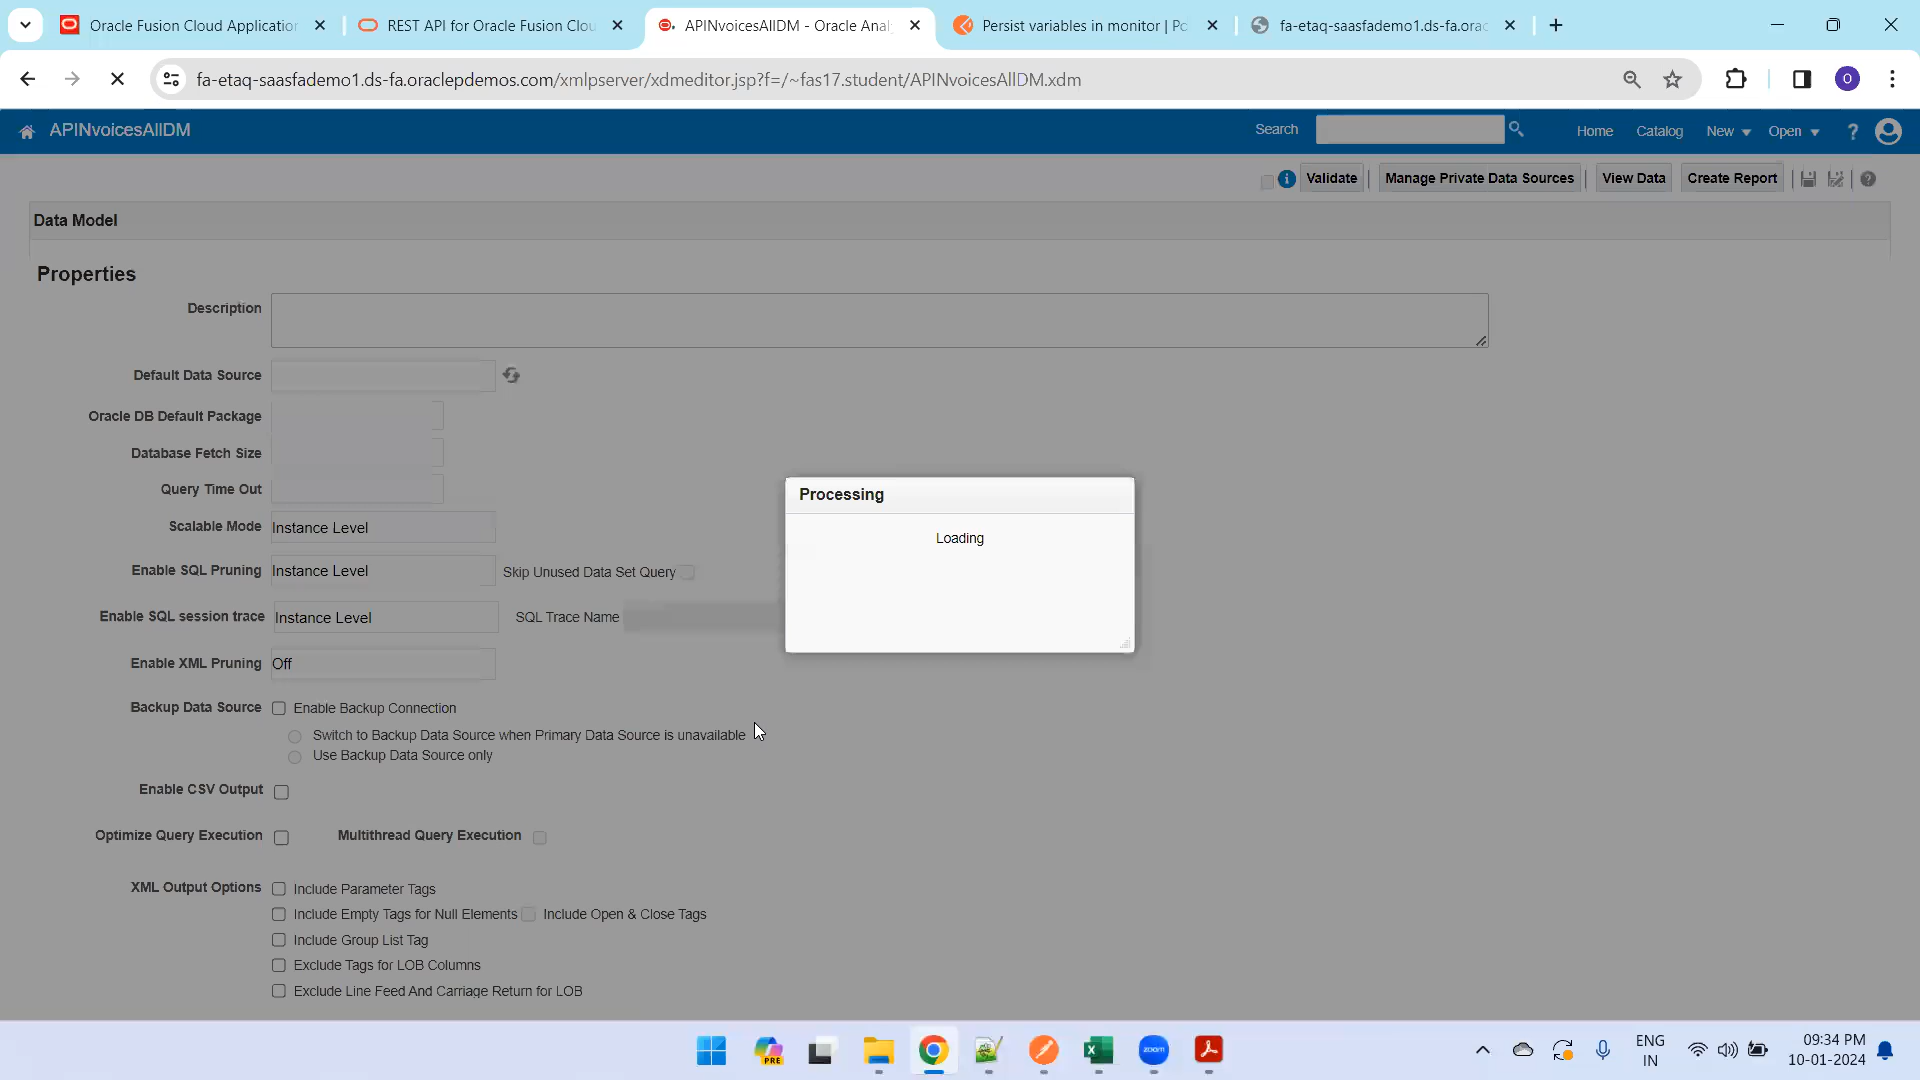 Oracle Fusion Cloud Application
REST API for Oracle Fusion Clou
APINvoicesAllDM - Oracle Anal
Persist variables in monitor | Po
fa-etaq-saasfademo1.ds-fa.orac
fa-etaq-saasfademo1.ds-fa.oraclepdemos.com/xmlpserver/xdmeditor.jsp?f=/~fas17.student/APINvoicesAllDM.xdm
O
APINvoicesAllDM
Search
Home
Catalog
New
Open
?
Validate
Manage Private Data Sources
View Data
Create Report
Data Model
Properties
Description
Default Data Source
Oracle DB Default Package
Database Fetch Size
Query Time Out
Scalable Mode Instance Level
Enable SQL Pruning Instance Level Skip Unused Data Set Query
Enable SQL session trace Instance Level SQL Trace Name
Enable XML Pruning Off
Processing
Loading
Backup Data Source Enable Backup Connection
Switch to Backup Data Source when Primary Data Source is unavailable
Use Backup Data Source only
Enable CSV Output
Optimize Query Execution Multithread Query Execution
XML Output Options Include Parameter Tags
Include Empty Tags for Null Elements Include Open & Close Tags
Include Group List Tag
Exclude Tags for LOB Columns
Exclude Line Feed And Carriage Return for LOB
PRE
zoom
ENG
IN
09:34 PM
10-01-2024